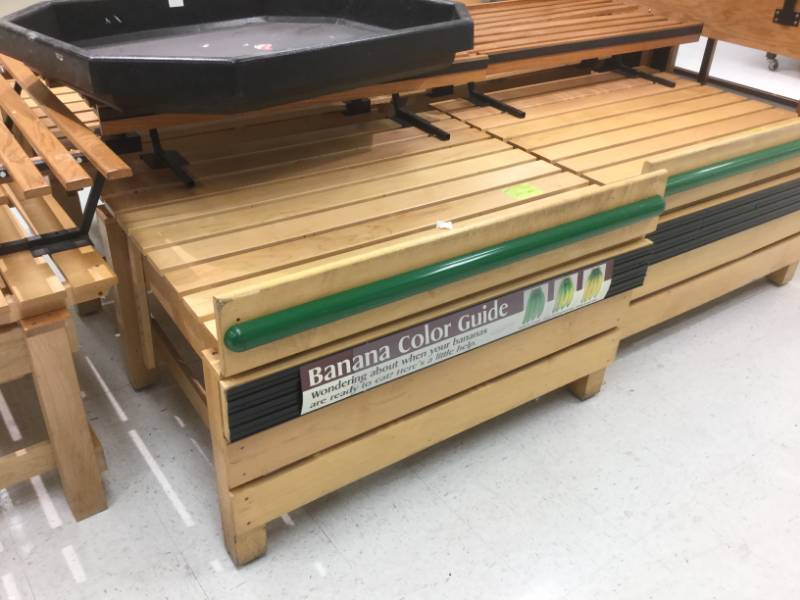 Banana Color Guide
Wondering about when your bananas
are ready to eat? Here's a little help.